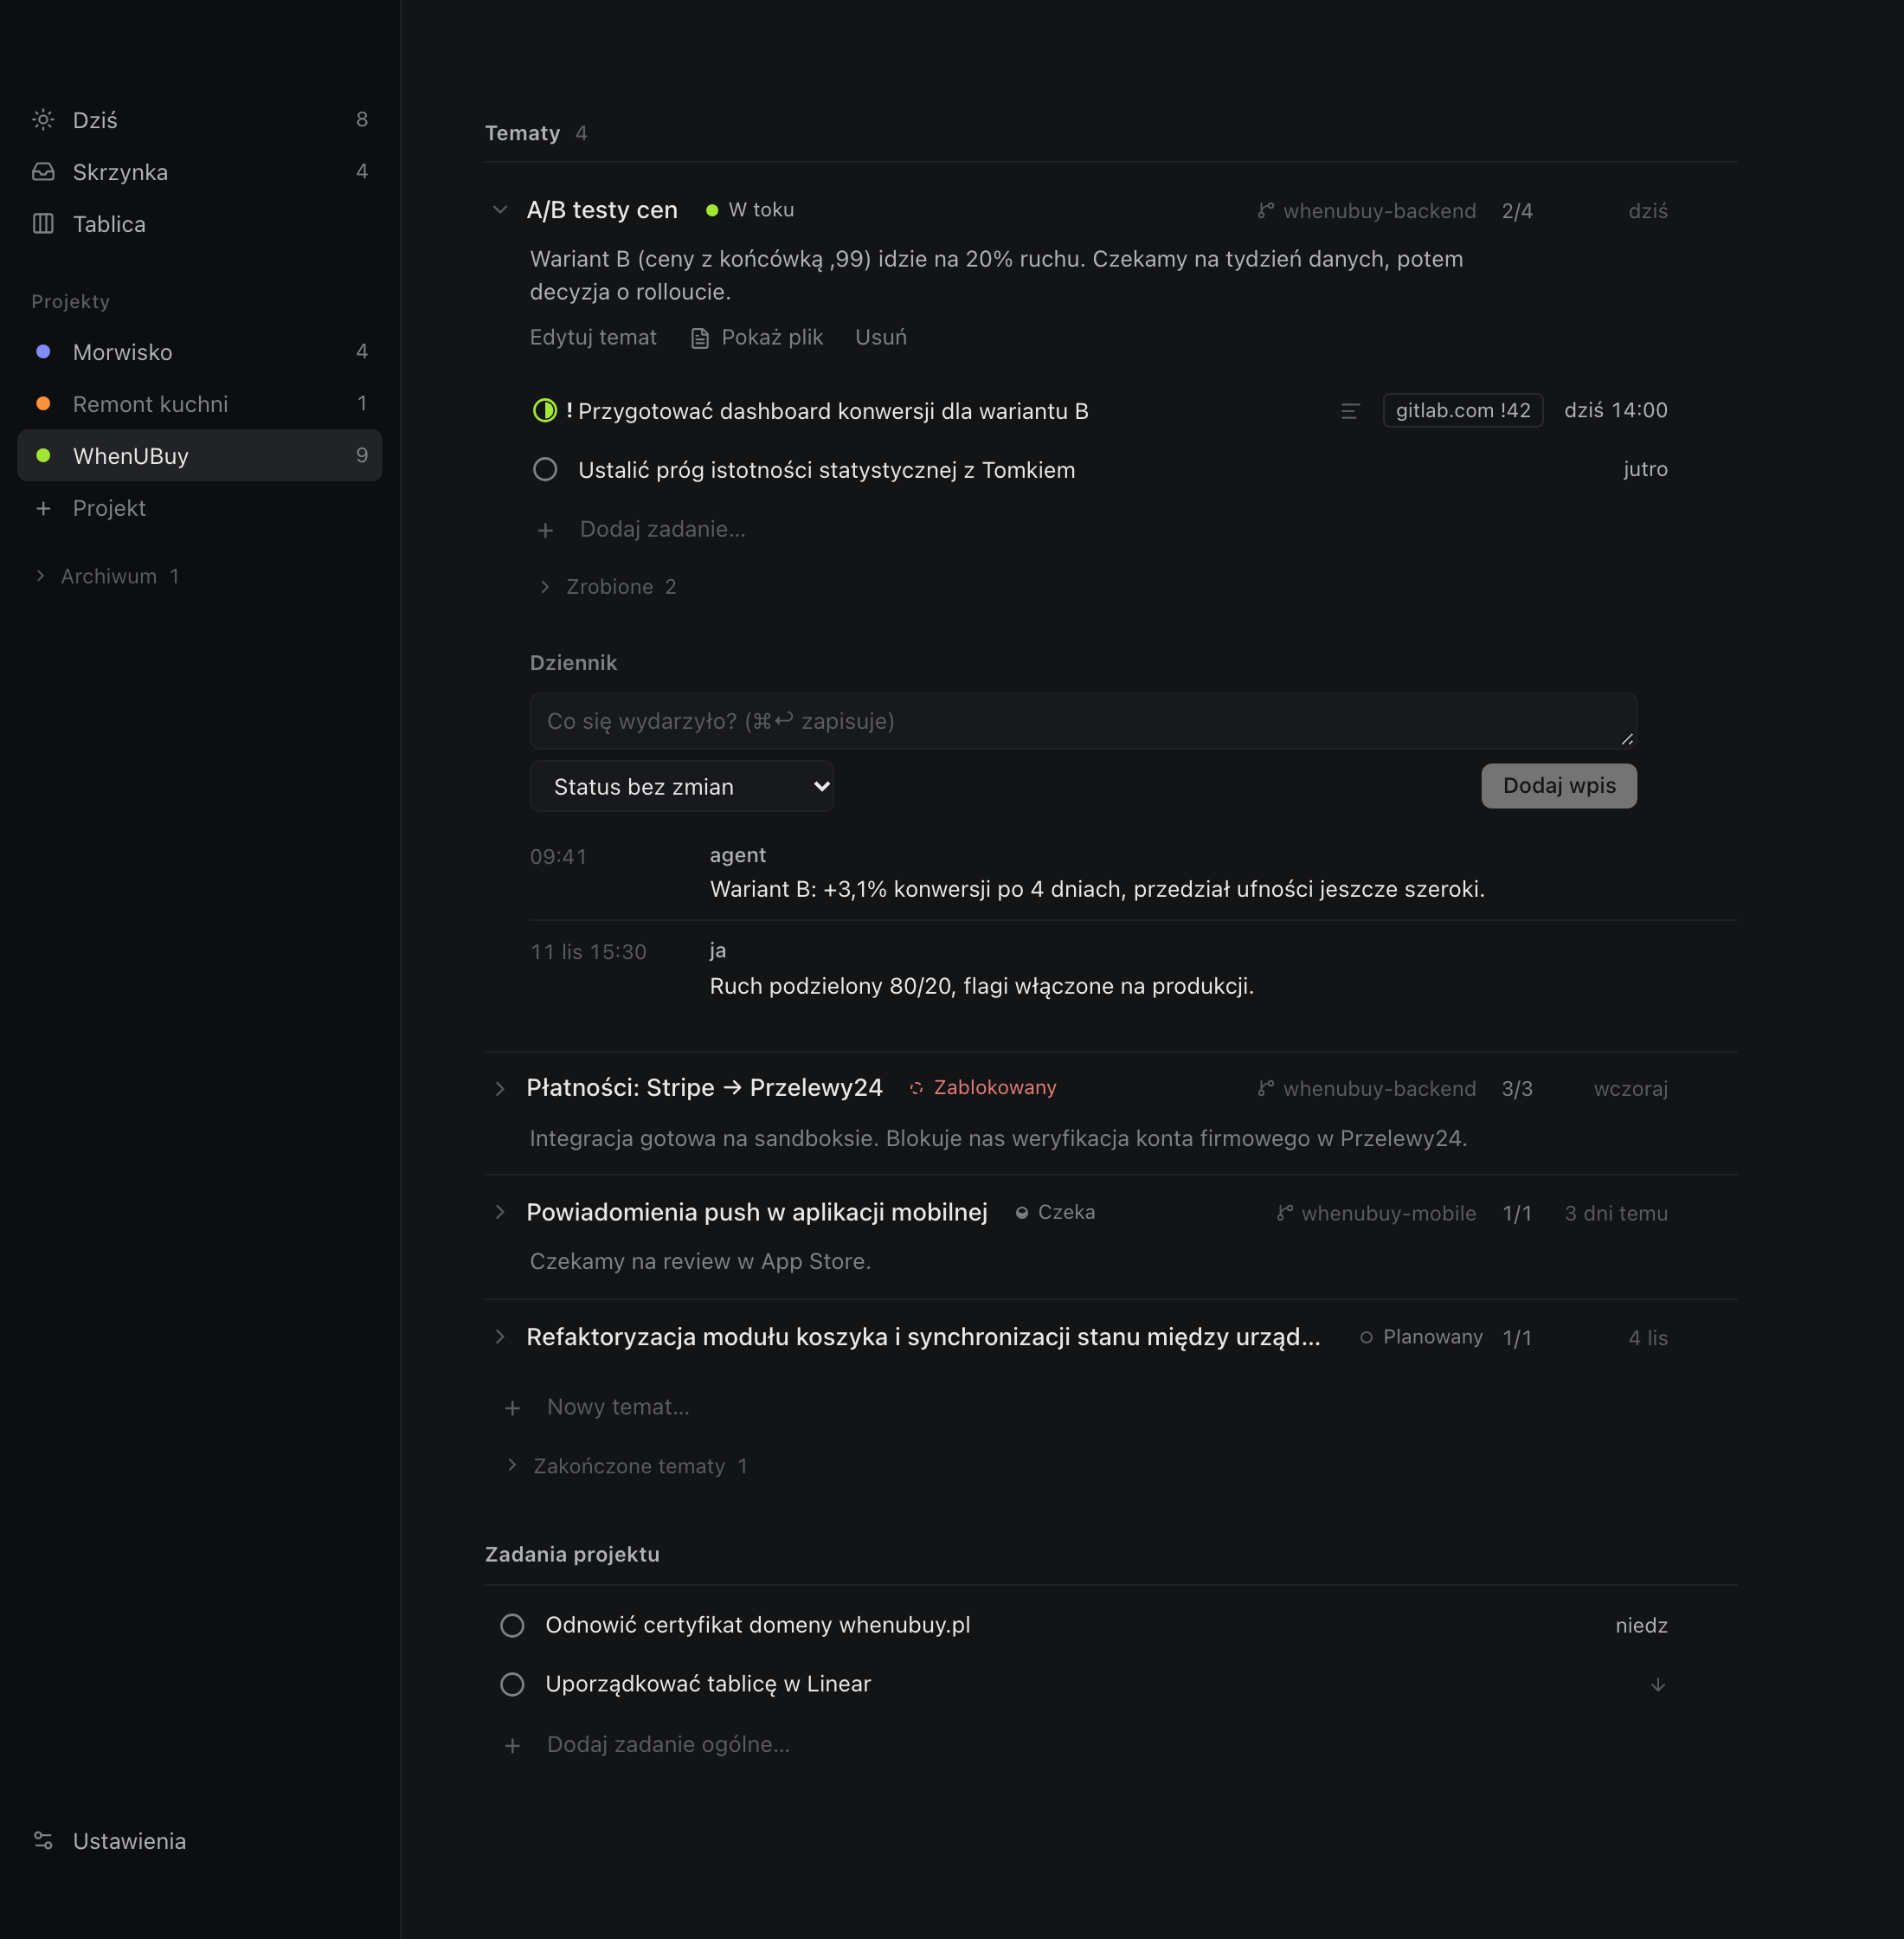 Dziś 8
Skrzynka 4
Tablica
Projekty
Morwisko 4
Remont kuchni 1
WhenUBuy 9
+ Projekt
Archiwum 1
Ustawienia
Tematy 4
A/B testy cen W toku whenubuy-backend 2/4 dziś
Wariant B (ceny z końcówką ,99) idzie na 20% ruchu. Czekamy na tydzień danych, potem
decyzja o rolloucie.
Edytuj temat Pokaż plik Usuń
! Przygotować dashboard konwersji dla wariantu B gitlab.com !42 dziś 14:00
Ustalić próg istotności statystycznej z Tomkiem jutro
+ Dodaj zadanie...
Zrobione 2
Dziennik
Co się wydarzyło? (⌘↩ zapisuje)
Status bez zmian Dodaj wpis
09:41 agent
Wariant B: +3,1% konwersji po 4 dniach, przedział ufności jeszcze szeroki.
11 lis 15:30 ja
Ruch podzielony 80/20, flagi włączone na produkcji.
Płatności: Stripe → Przelewy24 Zablokowany whenubuy-backend 3/3 wczoraj
Integracja gotowa na sandboksie. Blokuje nas weryfikacja konta firmowego w Przelewy24.
Powiadomienia push w aplikacji mobilnej Czeka whenubuy-mobile 1/1 3 dni temu
Czekamy na review w App Store.
Refaktoryzacja modułu koszyka i synchronizacji stanu między urząd... Planowany 1/1 4 lis
+ Nowy temat...
Zakończone tematy 1
Zadania projektu
Odnowić certyfikat domeny whenubuy.pl niedz
Uporządkować tablicę w Linear ↓
+ Dodaj zadanie ogólne...